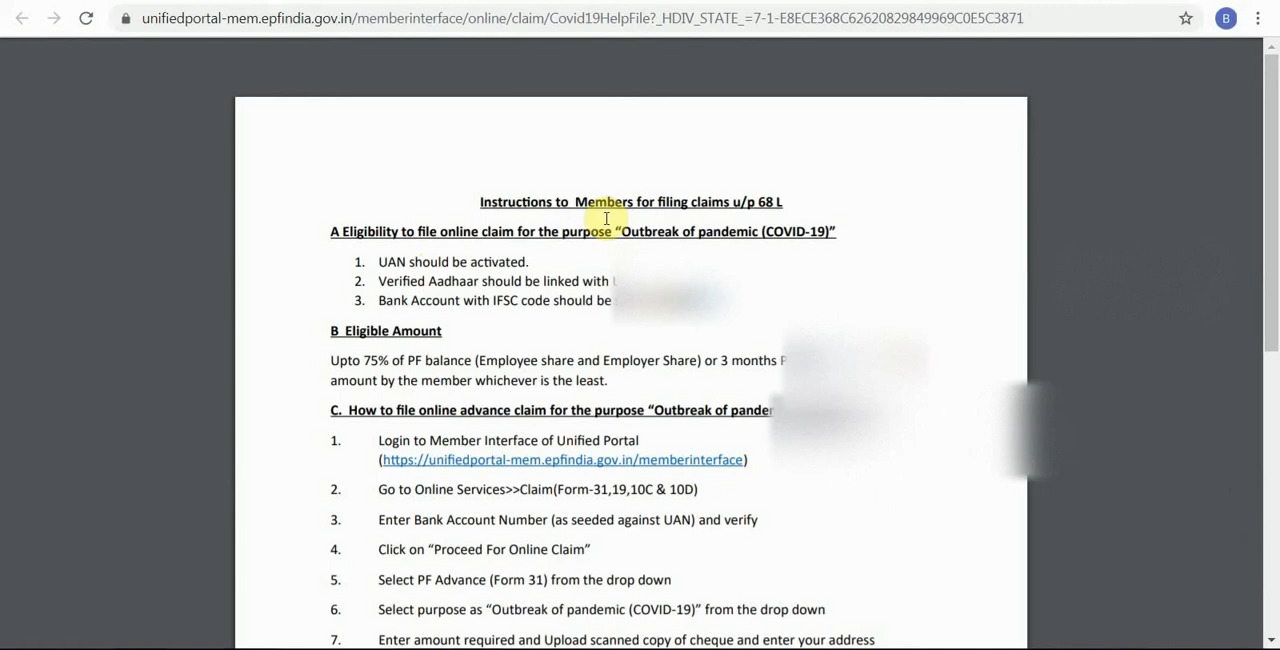 unifiedportal-mem.epfindia.gov.in/memberinterface/online/claim/Covid19HelpFile?_HDIV_STATE_=7-1-E8ECE368C62620829849969C0E5C3871
B
Instructions to Members for filing claims u/p 68 L
A Eligibility to file online claim for the purpose “Outbreak of pandemic (COVID-19)”
1. UAN should be activated.
2. Verified Aadhaar should be linked with
3. Bank Account with IFSC code should be
B Eligible Amount
Upto 75% of PF balance (Employee share and Employer Share) or 3 months
amount by the member whichever is the least.
C. How to file online advance claim for the purpose “Outbreak of
1. Login to Member Interface of Unified Portal
(https://unifiedportal-mem.epfindia.gov.in/memberinterface)
2. Go to Online Services>>Claim(Form-31,19,10C & 10D)
3. Enter Bank Account Number (as seeded against UAN) and verify
4. Click on “Proceed For Online Claim”
5. Select PF Advance (Form 31) from the drop down
6. Select purpose as “Outbreak of pandemic (COVID-19)” from the drop down
7. Enter amount required and Upload scanned copy of cheque and enter your address